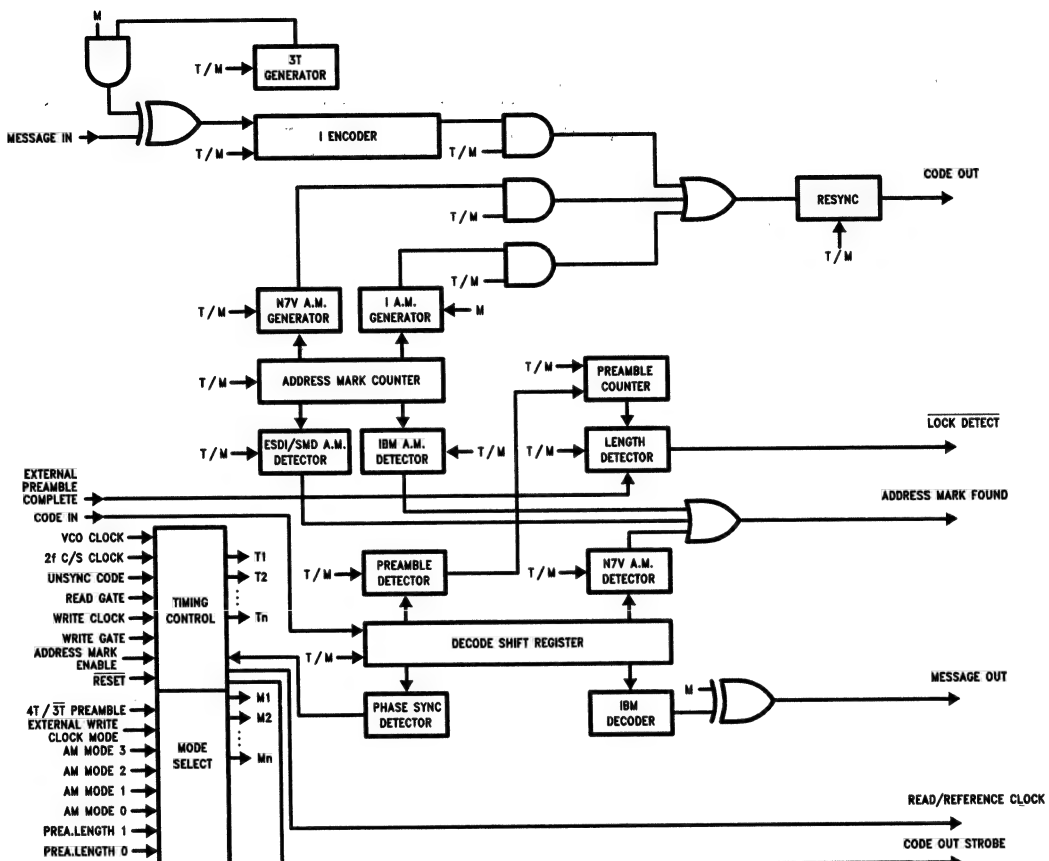 M
3T
GENERATOR
T/M
MESSAGE IN
I ENCODER
T/M
T/M
CODE OUT
RESYNC
T/M
T/M
T/M
N7V A.M.
GENERATOR
T/M
I A.M.
GENERATOR
M
ADDRESS MARK COUNTER
T/M
T/M
PREAMBLE
COUNTER
LOCK DETECT
ESDI/SMD A.M.
DETECTOR
T/M
IBM A.M.
DETECTOR
T/M
T/M
LENGTH
DETECTOR
EXTERNAL
PREAMBLE
COMPLETE
ADDRESS MARK FOUND
CODE IN
VCO CLOCK
2f C/S CLOCK
UNSYNC CODE
READ GATE
WRITE CLOCK
WRITE GATE
ADDRESS MARK
ENABLE
RESET
TIMING
CONTROL
T1
T2
Tn
T/M
PREAMBLE
DETECTOR
T/M
N7V A.M.
DETECTOR
DECODE SHIFT REGISTER
T/M
PHASE SYNC
DETECTOR
IBM
DECODER
M
MESSAGE OUT
4T/3T PREAMBLE
EXTERNAL WRITE
CLOCK MODE
AM MODE 3
AM MODE 2
AM MODE 1
AM MODE 0
PREA.LENGTH 1
PREA.LENGTH 0
MODE
SELECT
M1
M2
Mn
READ/REFERENCE CLOCK
CODE OUT STROBE